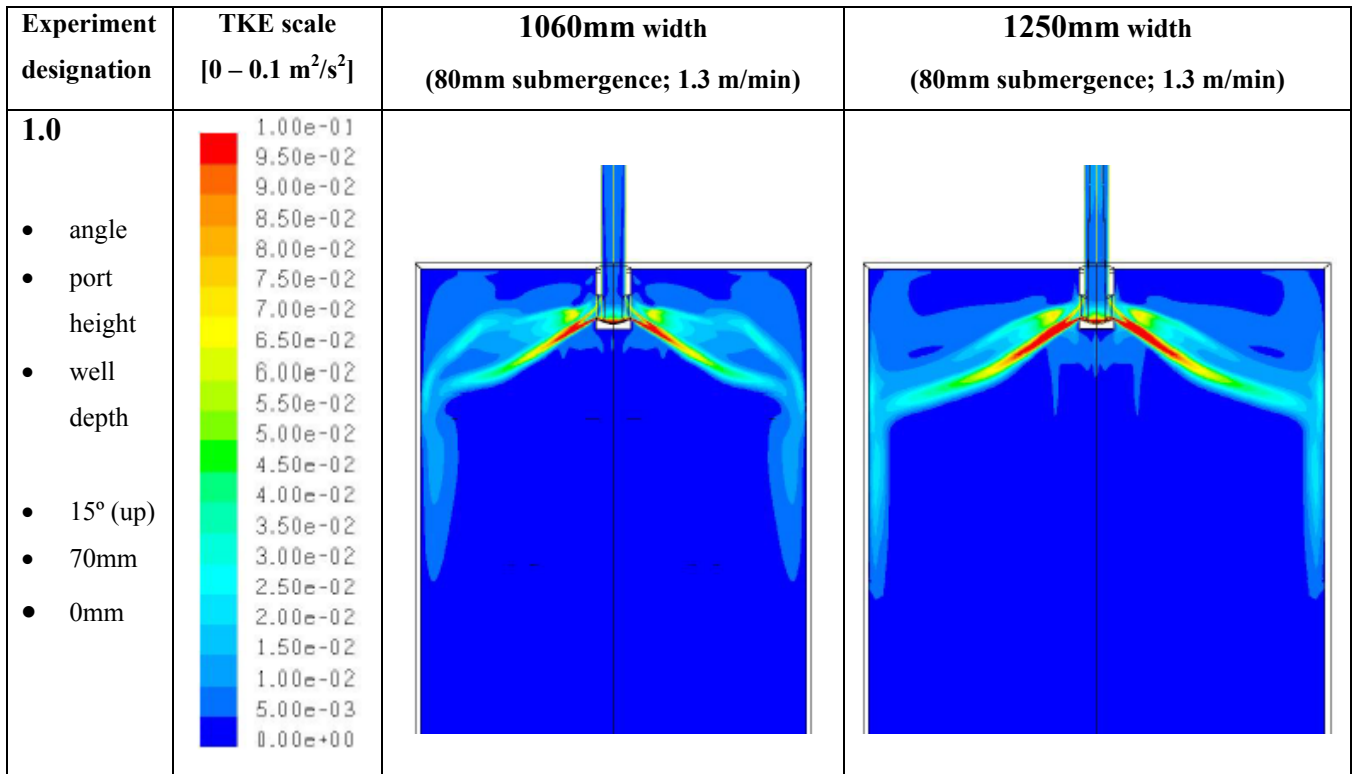 Experiment
designation
TKE scale
[0 – 0.1 m²/s²]
1060mm width
(80mm submergence; 1.3 m/min)
1250mm width
(80mm submergence; 1.3 m/min)
1.0
• angle
• port
height
• well
depth
• 15º (up)
• 70mm
• 0mm
1.00e-01
9.50e-02
9.00e-02
8.50e-02
8.00e-02
7.50e-02
7.00e-02
6.50e-02
6.00e-02
5.50e-02
5.00e-02
4.50e-02
4.00e-02
3.50e-02
3.00e-02
2.50e-02
2.00e-02
1.50e-02
1.00e-02
5.00e-03
0.00e+00